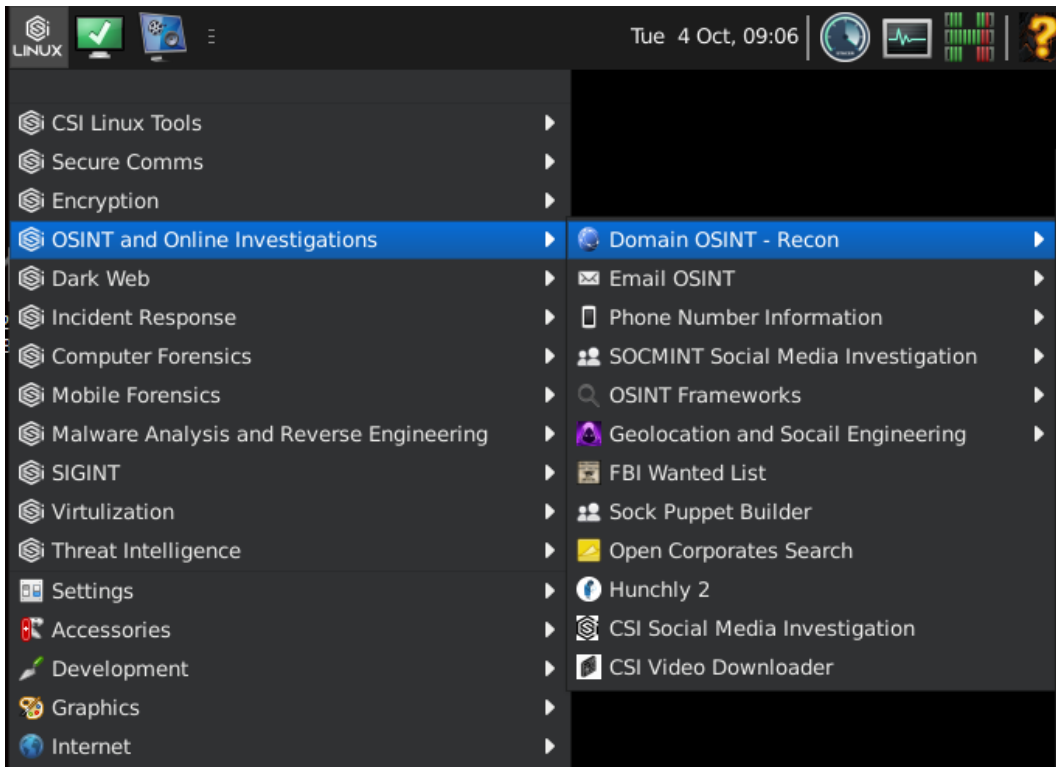 Si
LINUX
Tue 4 Oct, 09:06
CSI Linux Tools
Secure Comms
Encryption
OSINT and Online Investigations
Dark Web
Incident Response
Computer Forensics
Mobile Forensics
Malware Analysis and Reverse Engineering
SIGINT
Virtulization
Threat Intelligence
Settings
Accessories
Development
Graphics
Internet
Domain OSINT - Recon
Email OSINT
Phone Number Information
SOCMINT Social Media Investigation
OSINT Frameworks
Geolocation and Socail Engineering
FBI Wanted List
Sock Puppet Builder
Open Corporates Search
Hunchly 2
CSI Social Media Investigation
CSI Video Downloader